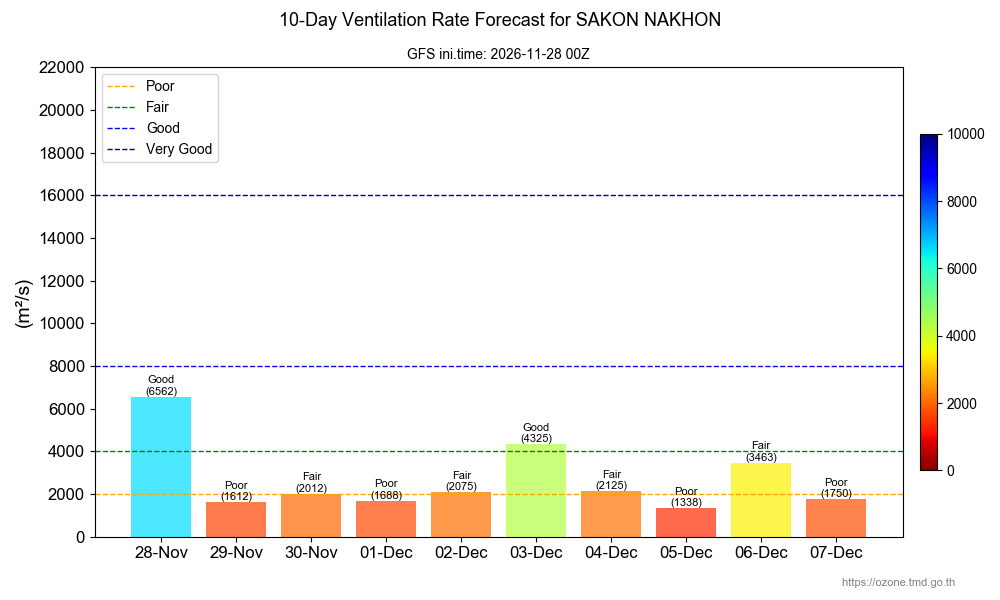 10-Day Ventilation Rate Forecast for SAKON NAKHON
GFS ini.time: 2026-11-28 00Z
(m²/s)
22000
20000
18000
16000
14000
12000
10000
8000
6000
4000
2000
0
Poor
Fair
Good
Very Good
Good
(6562)
Poor
(1612)
Fair
(2012)
Poor
(1688)
Fair
(2075)
Good
(4325)
Fair
(2125)
Poor
(1338)
Fair
(3463)
Poor
(1750)
28-Nov
29-Nov
30-Nov
01-Dec
02-Dec
03-Dec
04-Dec
05-Dec
06-Dec
07-Dec
10000
8000
6000
4000
2000
0
https://ozone.tmd.go.th